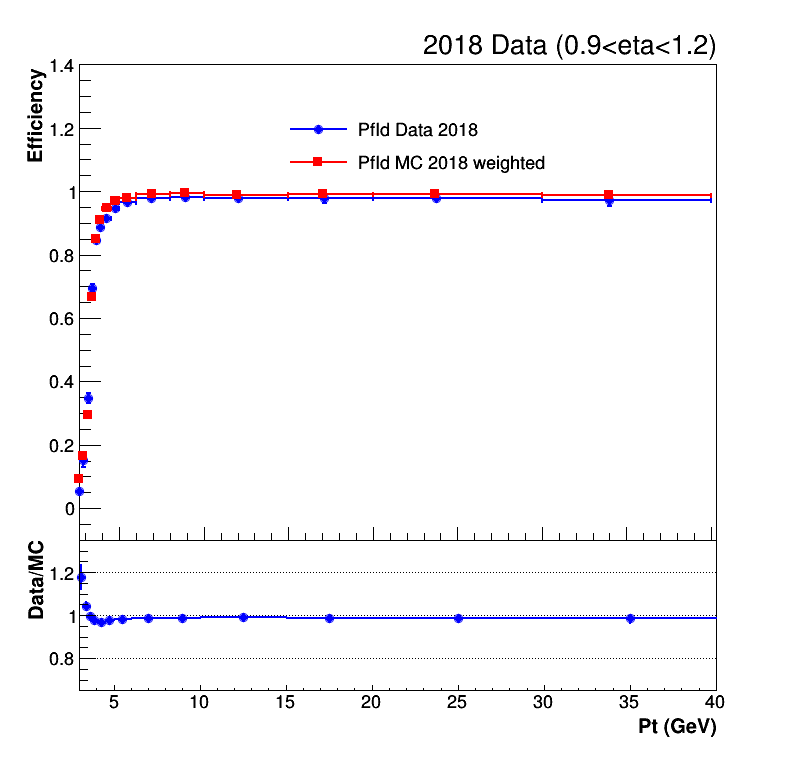 2018 Data (0.9<eta<1.2)
Efficiency
1.4
1.2
1
0.8
0.6
0.4
0.2
0
PfId Data 2018
PfId MC 2018 weighted
Data/MC
1.2
1
0.8
5 10 15 20 25 30 35 40
Pt (GeV)